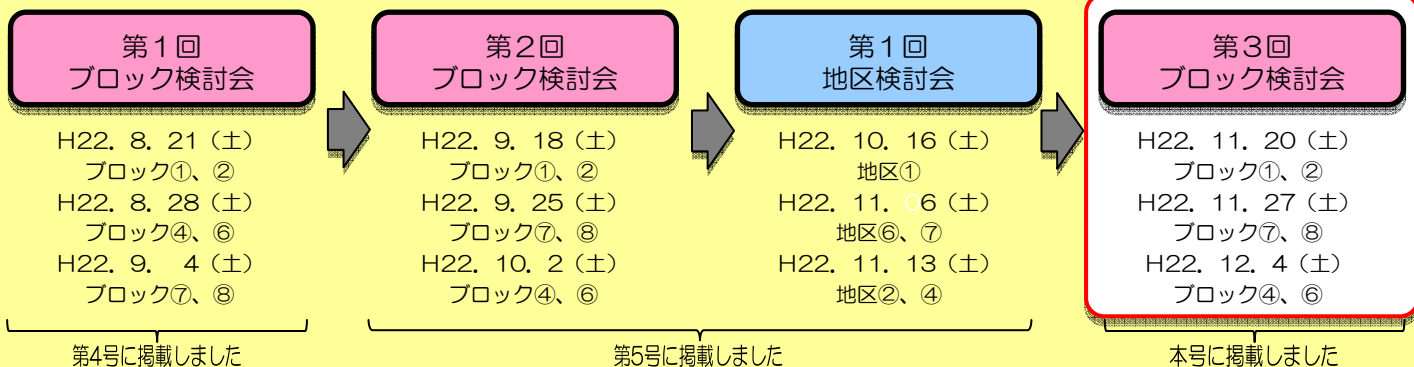 第1回
ブロック検討会
H22. 8. 21（土）
ブロック①、②
H22. 8. 28（土）
ブロック④、⑥
H22. 9. 4（土）
ブロック⑦、⑧
第2回
ブロック検討会
H22. 9. 18（土）
ブロック①、②
H22. 9. 25（土）
ブロック⑦、⑧
H22. 10. 2（土）
ブロック④、⑥
第1回
地区検討会
H22. 10. 16（土）
地区①
H22. 11. 06（土）
地区⑥、⑦
H22. 11. 13（土）
地区②、④
第3回
ブロック検討会
H22. 11. 20（土）
ブロック①、②
H22. 11. 27（土）
ブロック⑦、⑧
H22. 12. 4（土）
ブロック④、⑥
第4号に掲載しました
第5号に掲載しました
本号に掲載しました